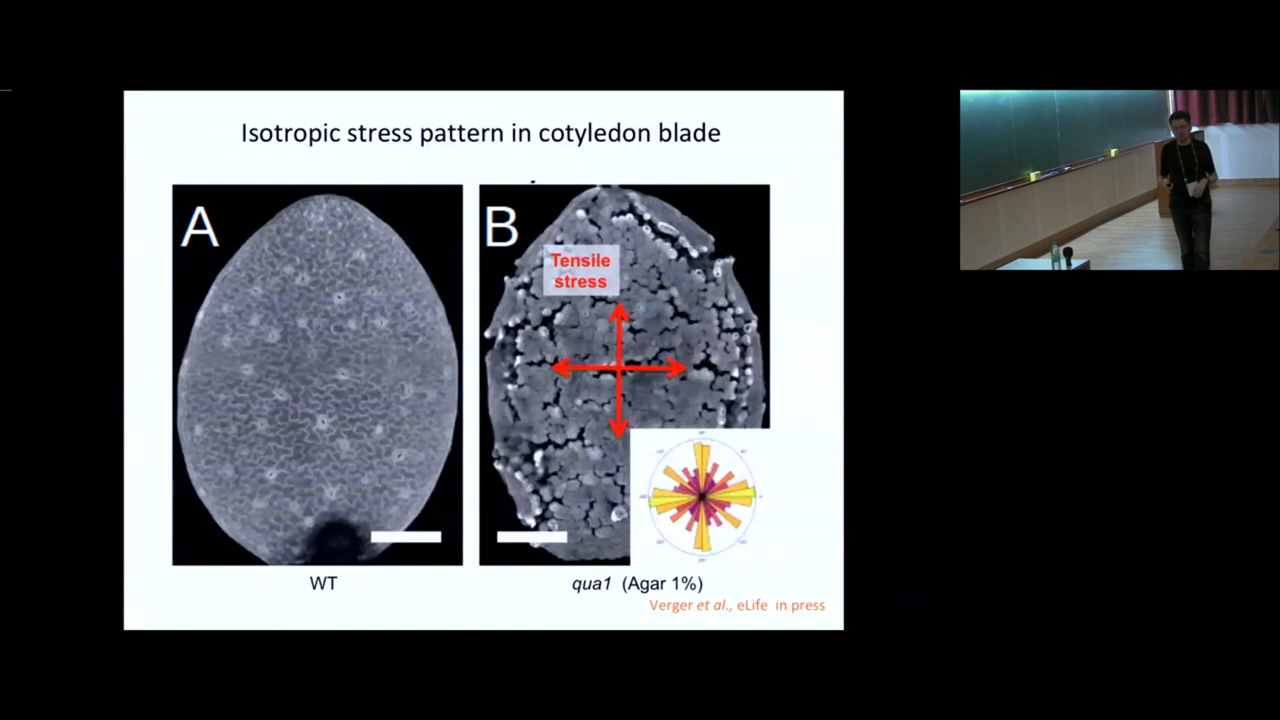 Isotropic stress pattern in cotyledon blade
A
B
Tensile
stress
WT
qua1 (Agar 1%)
Verger et al., eLife in press